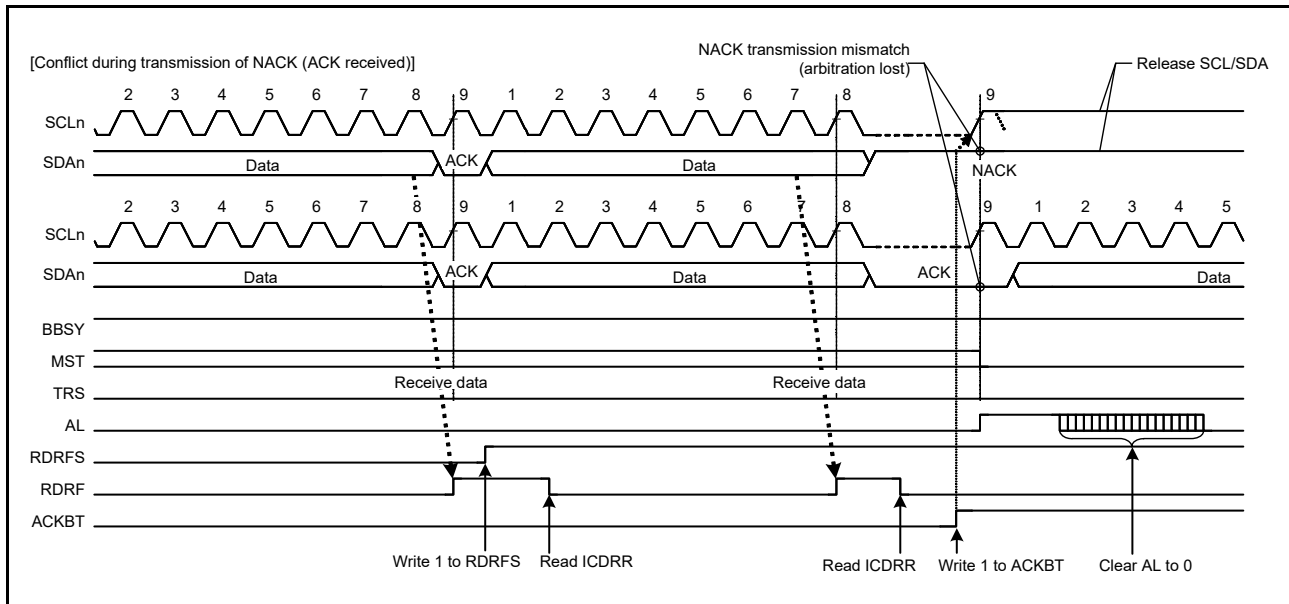 [Conflict during transmission of NACK (ACK received)]
NACK transmission mismatch
(arbitration lost)
Release SCL/SDA
2 3 4 5 6 7 8 9 1 2 3 4 5 6 7 8 9
SCLn
SDAn
Data ACK Data NACK
2 3 4 5 6 7 8 9 1 2 3 4 5 6 7 8 9 1 2 3 4 5
SCLn
SDAn
Data ACK Data ACK Data
BBSY
MST
TRS
Receive data Receive data
AL
RDRFS
RDRF
ACKBT
Write 1 to RDRFS Read ICDRR Read ICDRR Write 1 to ACKBT Clear AL to 0